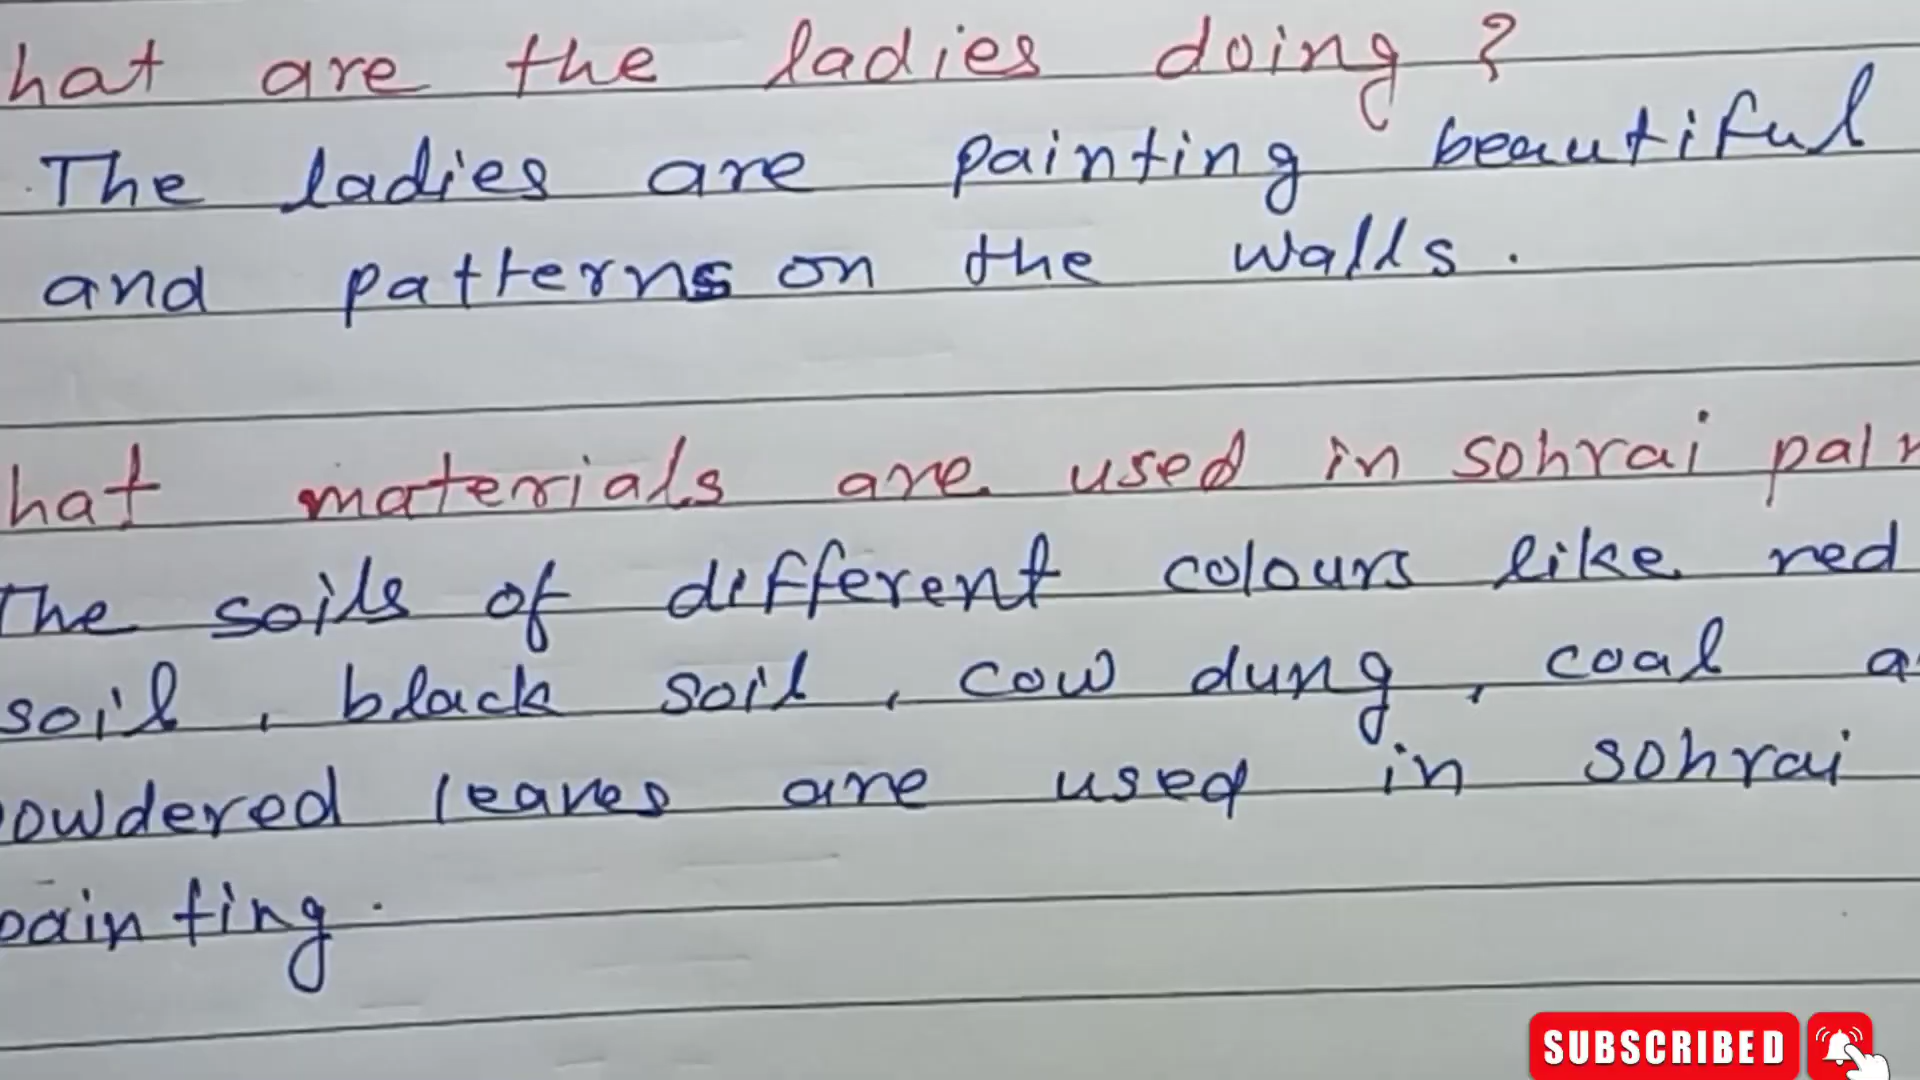 hat are the ladies doing ?
The ladies are painting beautiful
and patterns on the walls .
hat materials are used in sohrai pain
The soils of different colours like red
soil , black soil , cow dung , coal a
owdered leaves are used in sohrai
painting .
SUBSCRIBED